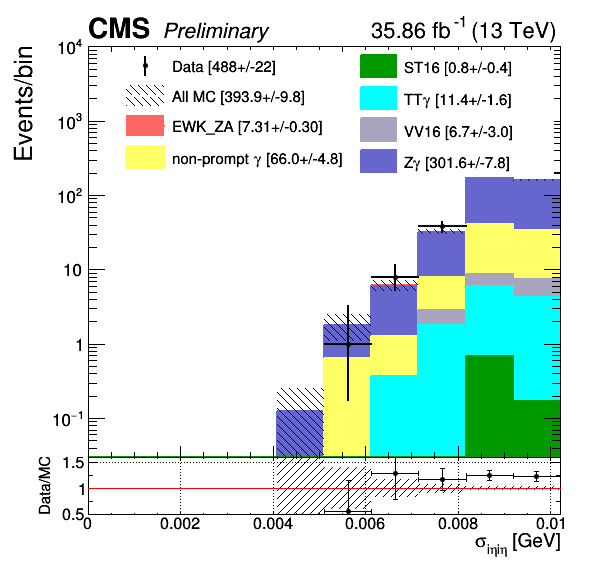 CMS Preliminary 35.86 fb⁻¹ (13 TeV)
Events/bin
10⁴
10³
10²
10
1
10⁻¹
Data [488+/-22]
All MC [393.9+/-9.8]
EWK_ZA [7.31+/-0.30]
non-prompt γ [66.0+/-4.8]
ST16 [0.8+/-0.4]
TTγ [11.4+/-1.6]
VV16 [6.7+/-3.0]
Zγ [301.6+/-7.8]
Data/MC
1.5
1
0.5
0 0.002 0.004 0.006 0.008 0.01
σiηiη [GeV]